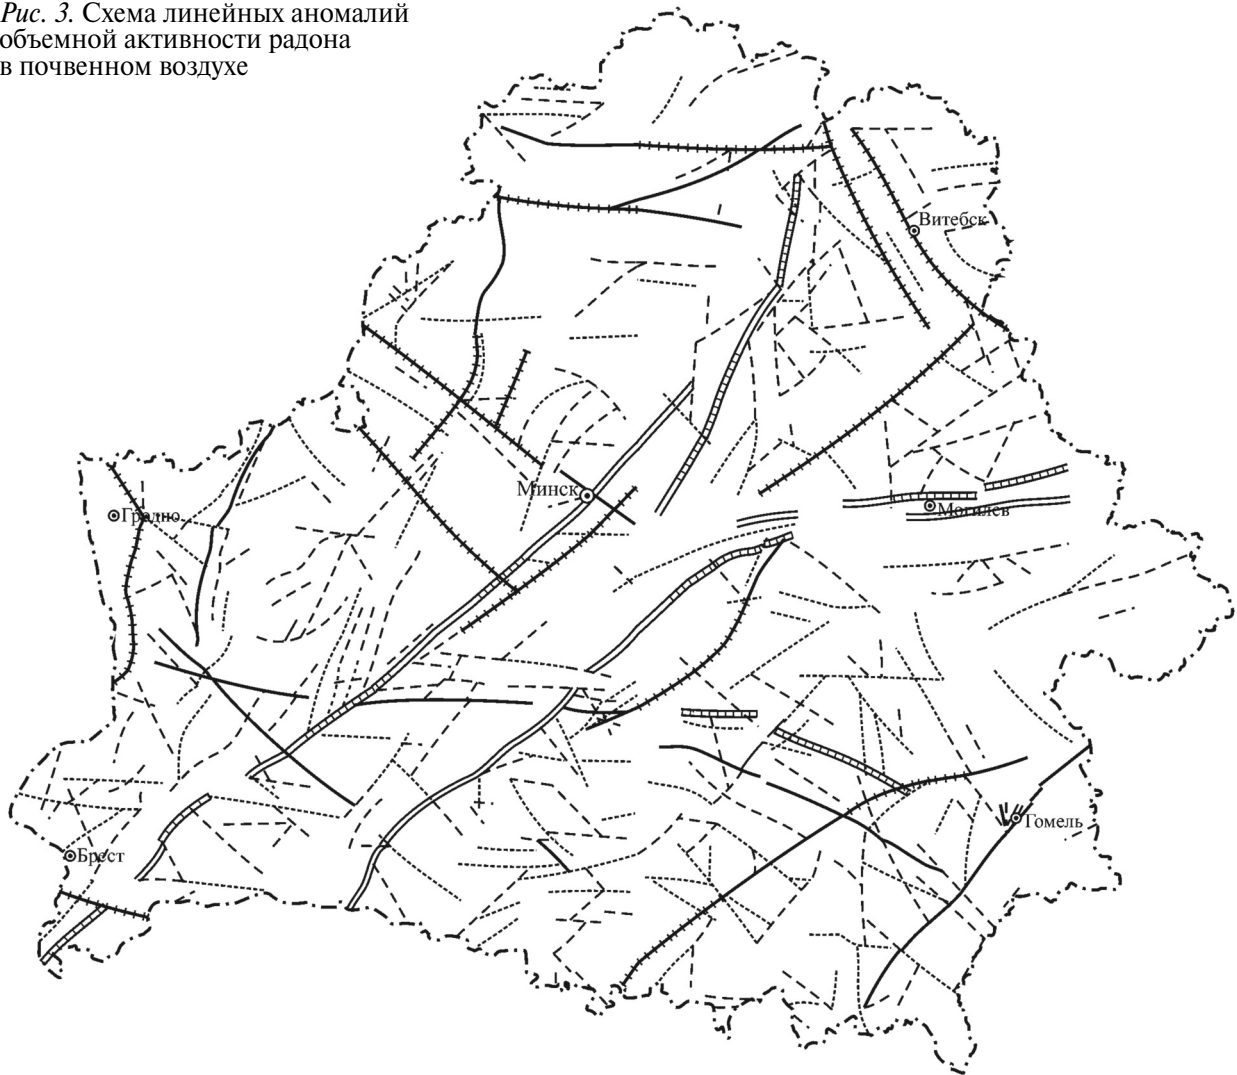 Рис. 3. Схема линейных аномалий
объемной активности радона
в почвенном воздухе
Витебск
Минск
Гродно
Могилев
Гомель
Брест